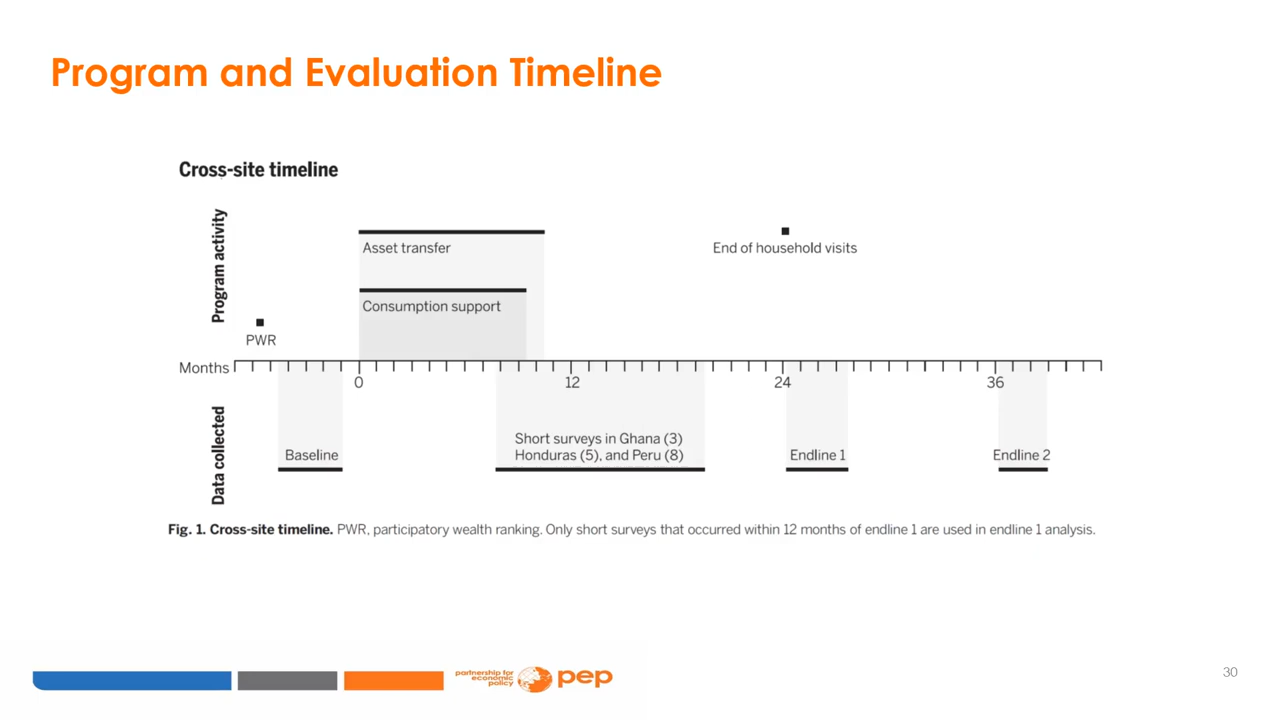 Program and Evaluation Timeline
Cross-site timeline
Program activity
Asset transfer
End of household visits
Consumption support
PWR
Months
0
12
24
36
Data collected
Short surveys in Ghana (3)
Honduras (5), and Peru (8)
Baseline
Endline 1
Endline 2
Fig. 1. Cross-site timeline. PWR, participatory wealth ranking. Only short surveys that occurred within 12 months of endline 1 are used in endline 1 analysis.
partnership for
economic
policy
pep
30